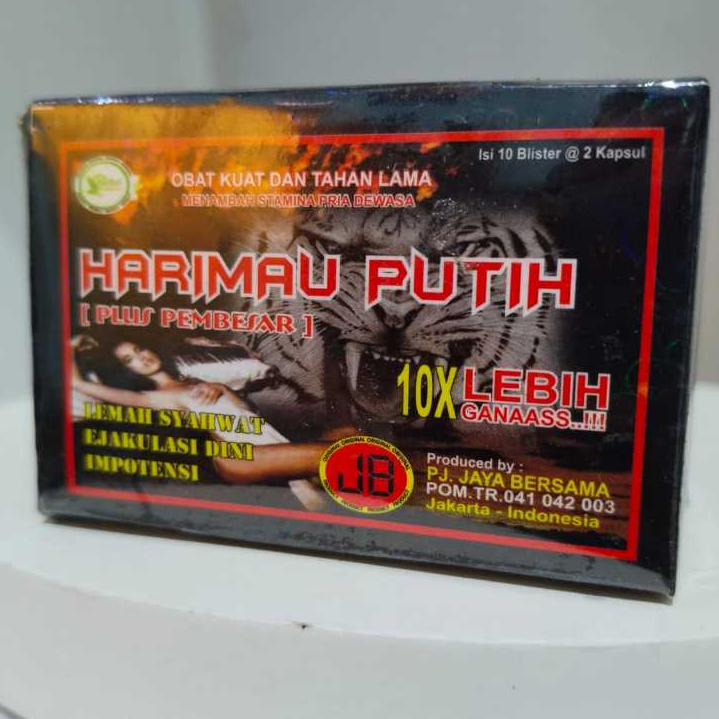 Isi 10 Blister @ 2 Kapsul
OBAT KUAT DAN TAHAN LAMA
MENAMBAH STAMINA PRIA DEWASA
HARIMAU PUTIH
[ PLUS PEMBESAR ]
10X LEBIH
GANAASS..!!!
LEMAH SYAHWAT
EJAKULASI DINI
IMPOTENSI
JB
Produced by :
PJ. JAYA BERSAMA
POM.TR.041 042 003
Jakarta - Indonesia